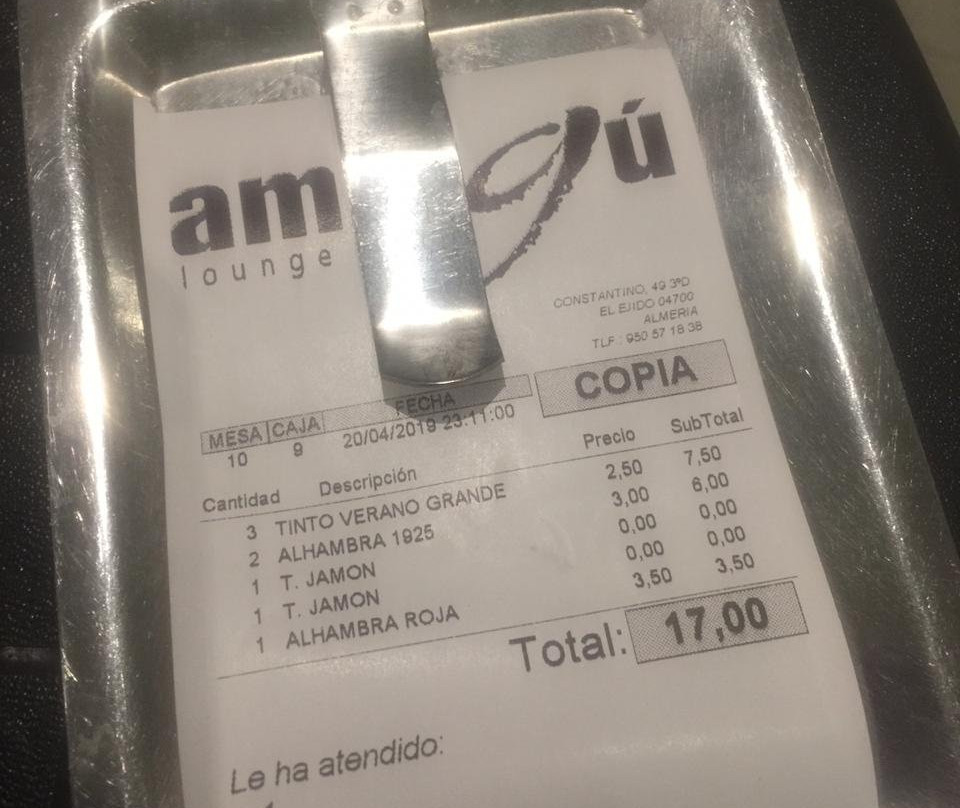 am gú
lounge
CONSTANTINO, 49 3ºD
EL EJIDO 04700
ALMERIA
TLF : 950 57 18 38
COPIA
MESA CAJA FECHA
10 9 20/04/2019 23:11:00
Cantidad Descripción Precio SubTotal
3 TINTO VERANO GRANDE 2,50 7,50
2 ALHAMBRA 1925 3,00 6,00
1 T. JAMON 0,00 0,00
1 T. JAMON 0,00 0,00
1 ALHAMBRA ROJA 3,50 3,50
Total: 17,00
Le ha atendido: